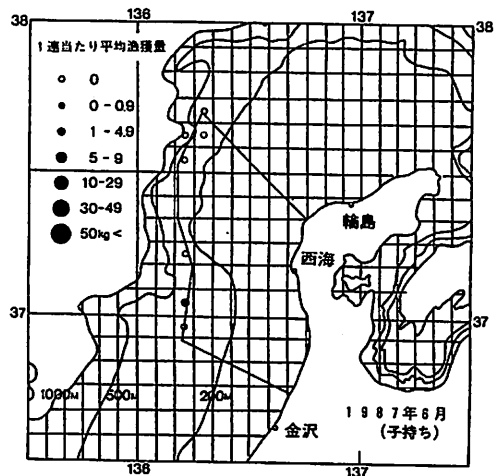 136
137
38
38
1連当たり平均漁獲量
0
0-0.9
1-4.9
5-9
10-29
30-49
50kg<
輪島
西海
37
37
1000M
500M
200M
1987年6月
(子持ち)
金沢
136
137